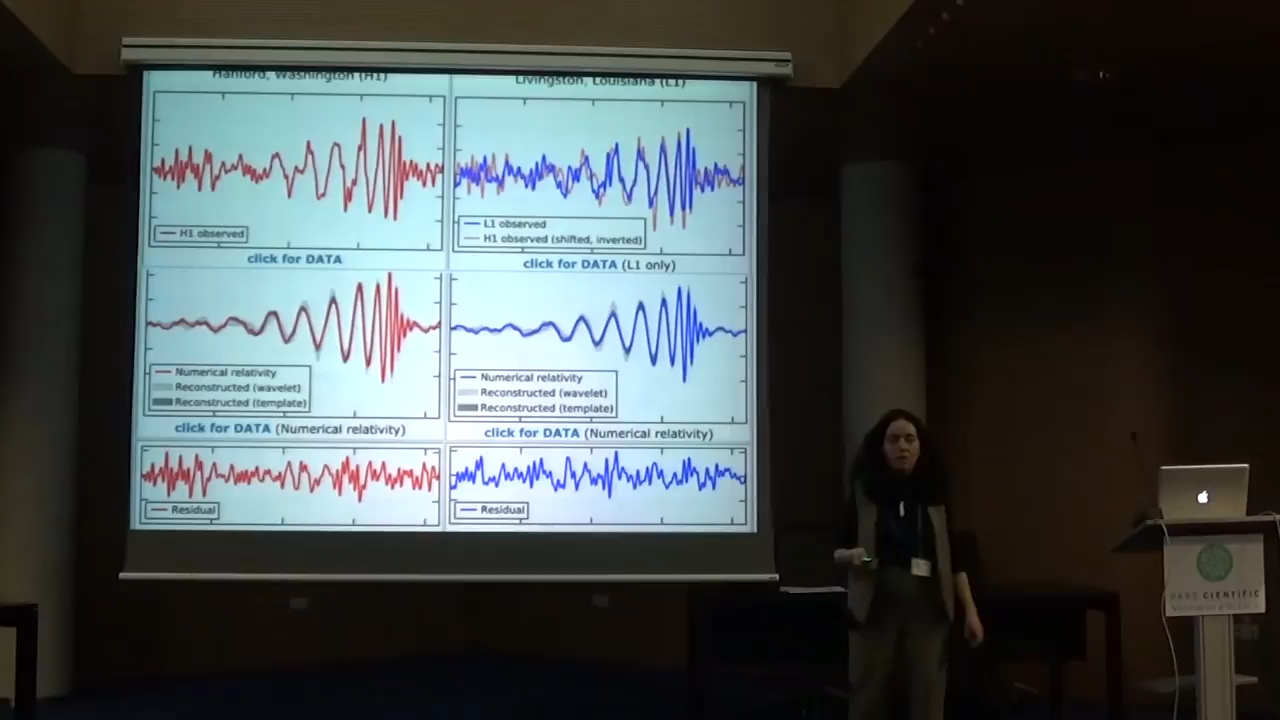 Hanford, Washington (H1)
Livingston, Louisiana (L1)
H1 observed
L1 observed
H1 observed (shifted, inverted)
click for DATA
click for DATA (L1 only)
Numerical relativity
Reconstructed (wavelet)
Reconstructed (template)
Numerical relativity
Reconstructed (wavelet)
Reconstructed (template)
click for DATA (Numerical relativity)
click for DATA (Numerical relativity)
Residual
Residual
PARC CIENTÍFIC